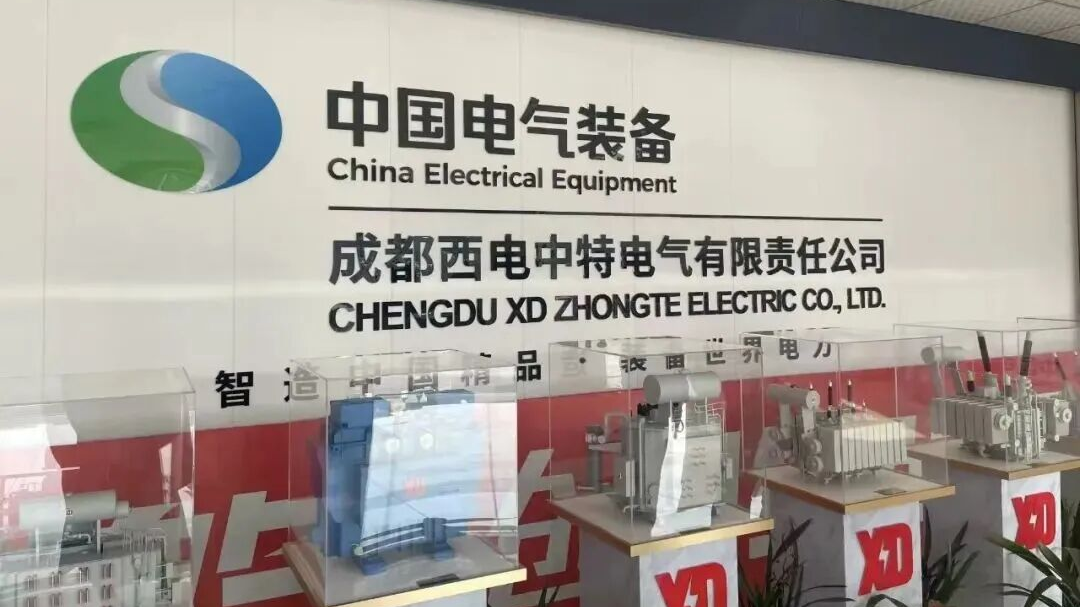 中国电气装备
China Electrical Equipment
成都西电中特电气有限责任公司
CHENGDU XD ZHONGTE ELECTRIC CO., LTD.
智造中国精品 装备世界电力
XD
XD
XD